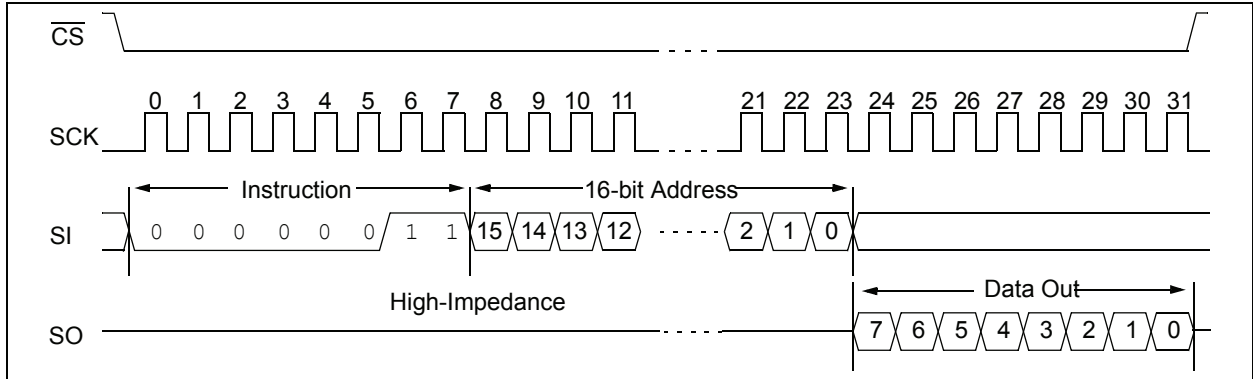 CS
0 1 2 3 4 5 6 7 8 9 10 11 21 22 23 24 25 26 27 28 29 30 31
SCK
Instruction 16-bit Address
SI 0 0 0 0 0 0 1 1 15 14 13 12 2 1 0
High-Impedance Data Out
SO 7 6 5 4 3 2 1 0